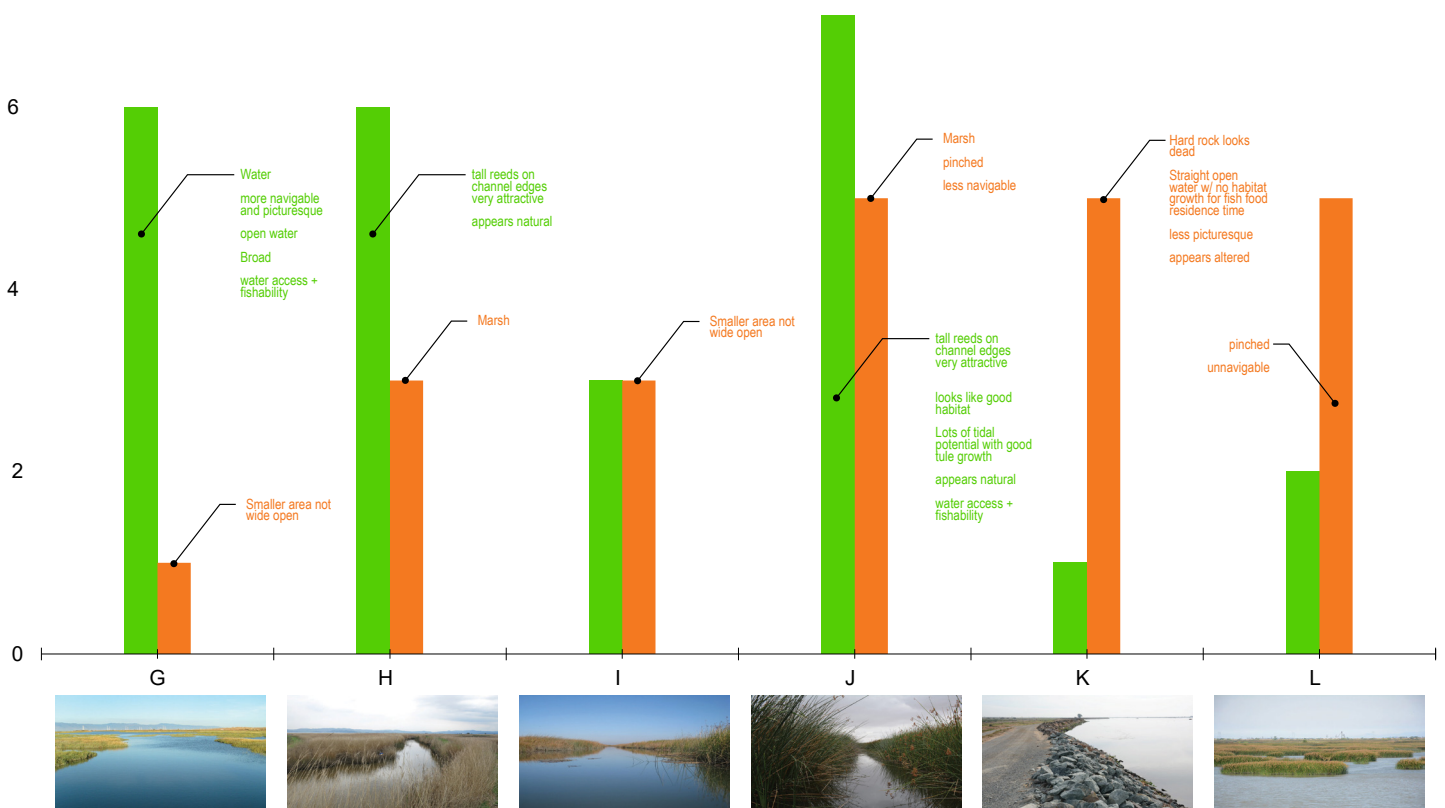 6
4
2
0
Water
more navigable
and picturesque
open water
Broad
water access +
fishability
Smaller area not
wide open
tall reeds on
channel edges
very attractive
appears natural
Marsh
Smaller area not
wide open
Marsh
pinched
less navigable
tall reeds on
channel edges
very attractive
looks like good
habitat
Lots of tidal
potential with good
tule growth
appears natural
water access +
fishability
Hard rock looks
dead
Straight open
water w/ no habitat
growth for fish food
residence time
less picturesque
appears altered
pinched
unnavigable
G
H
I
J
K
L